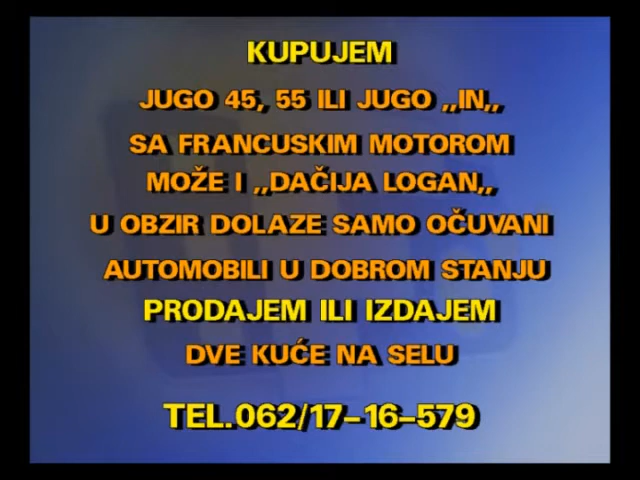 KUPUJEM
JUGO 45, 55 ILI JUGO ,,IN,,
SA FRANCUSKIM MOTOROM
MOŽE I ,,DAČIJA LOGAN,,
U OBZIR DOLAZE SAMO OČUVANI
AUTOMOBILI U DOBROM STANJU
PRODAJEM ILI IZDAJEM
DVE KUĆE NA SELU
TEL.062/17-16-579